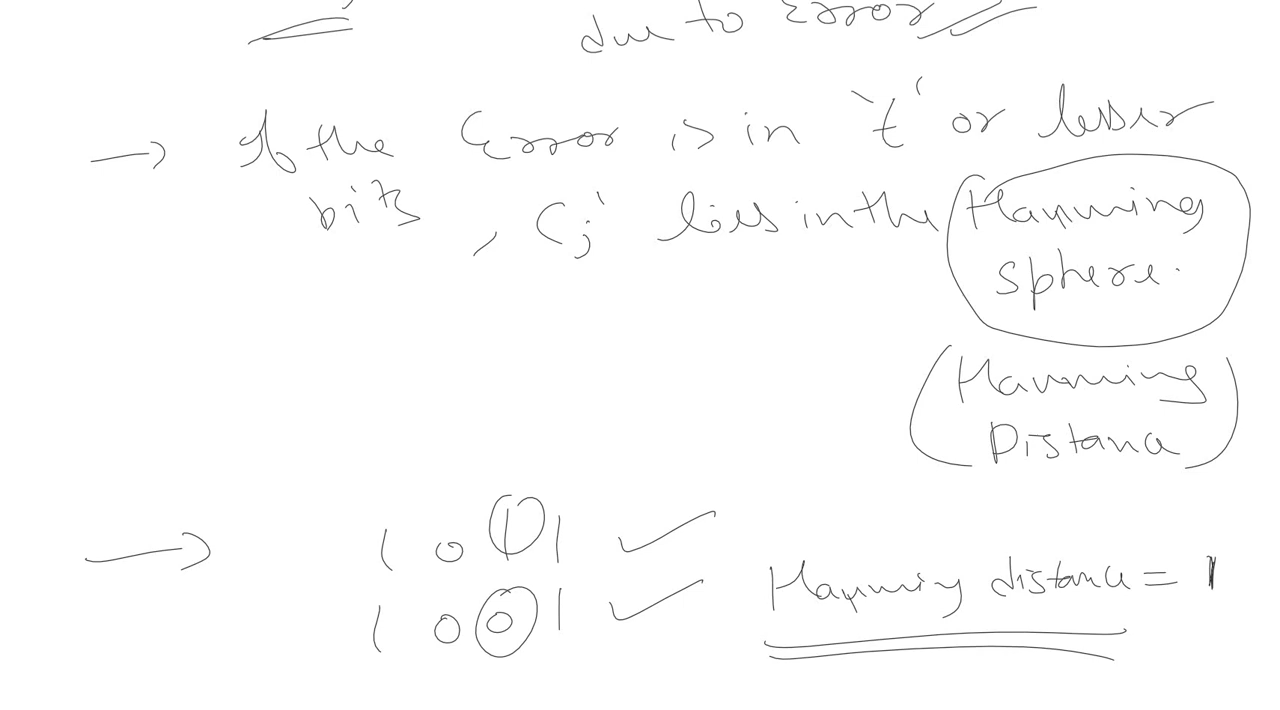 due to Error
→ If the Error is in 't' or lesser
bits, Cj' lies in the Hamming
sphere.
(Hamming
Distance)
→ 1 0 1 1 ✓
1 0 0 1 ✓ Hamming distance = 1